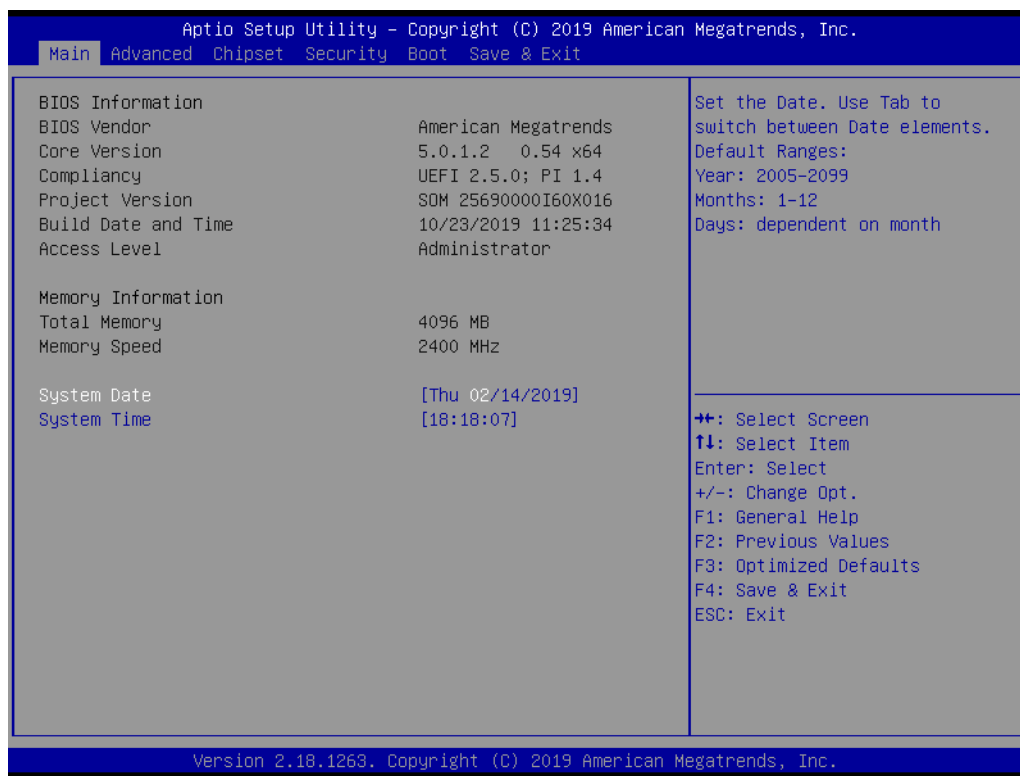 Aptio Setup Utility – Copyright (C) 2019 American Megatrends, Inc.
Main Advanced Chipset Security Boot Save & Exit
BIOS Information
BIOS Vendor American Megatrends
Core Version 5.0.1.2 0.54 x64
Compliancy UEFI 2.5.0; PI 1.4
Project Version SOM 25690000I60X016
Build Date and Time 10/23/2019 11:25:34
Access Level Administrator
Memory Information
Total Memory 4096 MB
Memory Speed 2400 MHz
System Date [Thu 02/14/2019]
System Time [18:18:07]
Set the Date. Use Tab to
switch between Date elements.
Default Ranges:
Year: 2005-2099
Months: 1-12
Days: dependent on month
→←: Select Screen
↑↓: Select Item
Enter: Select
+/-: Change Opt.
F1: General Help
F2: Previous Values
F3: Optimized Defaults
F4: Save & Exit
ESC: Exit
Version 2.18.1263. Copyright (C) 2019 American Megatrends, Inc.